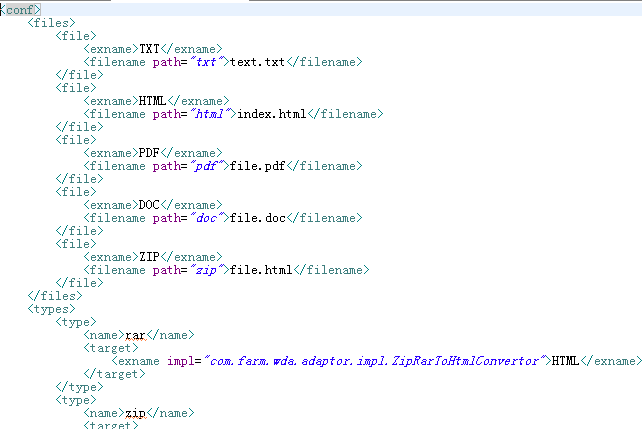 <conf>
<files>
<file>
<exname>TXT</exname>
<filename path="txt">text.txt</filename>
</file>
<file>
<exname>HTML</exname>
<filename path="html">index.html</filename>
</file>
<file>
<exname>PDF</exname>
<filename path="pdf">file.pdf</filename>
</file>
<file>
<exname>DOC</exname>
<filename path="doc">file.doc</filename>
</file>
<file>
<exname>ZIP</exname>
<filename path="zip">file.html</filename>
</file>
</files>
<types>
<type>
<name>rar</name>
<target>
<exname impl="com.farm.wda.adaptor.impl.ZipRarToHtmlConvertor">HTML</exname>
</target>
</type>
<type>
<name>zip</name>
<target>